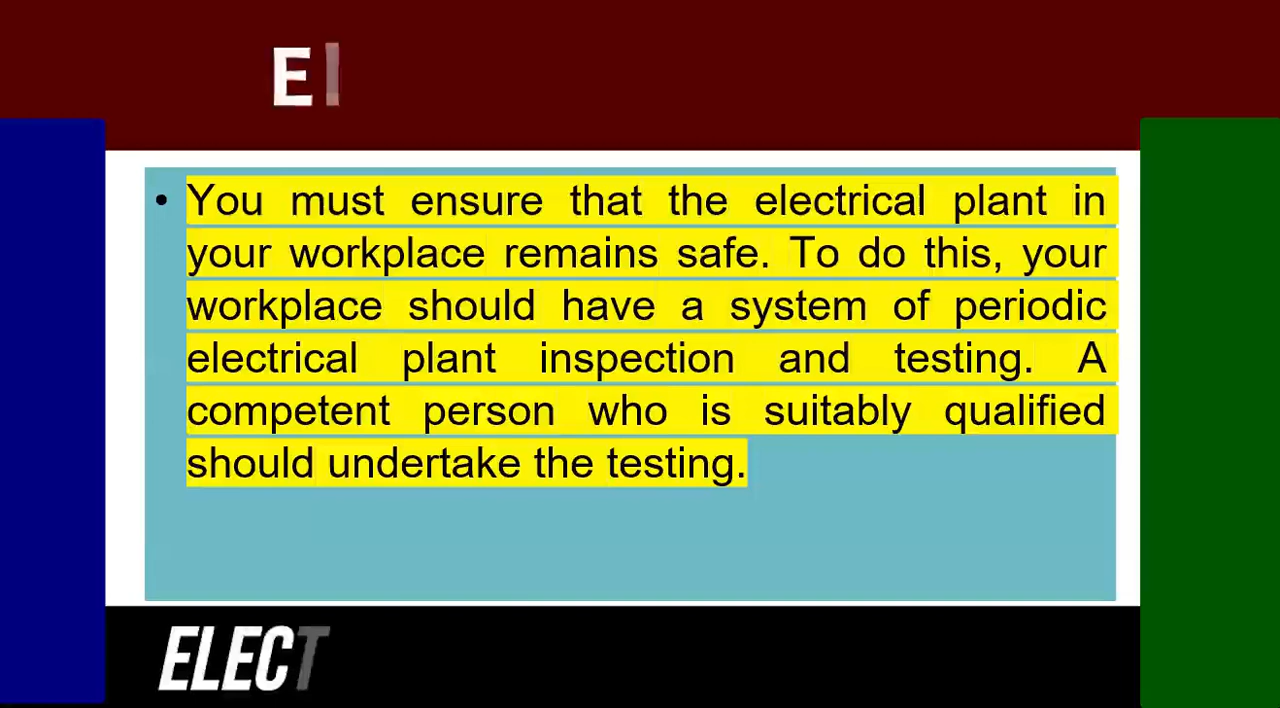 El
• You must ensure that the electrical plant in
your workplace remains safe. To do this, your
workplace should have a system of periodic
electrical plant inspection and testing. A
competent person who is suitably qualified
should undertake the testing.
ELECT